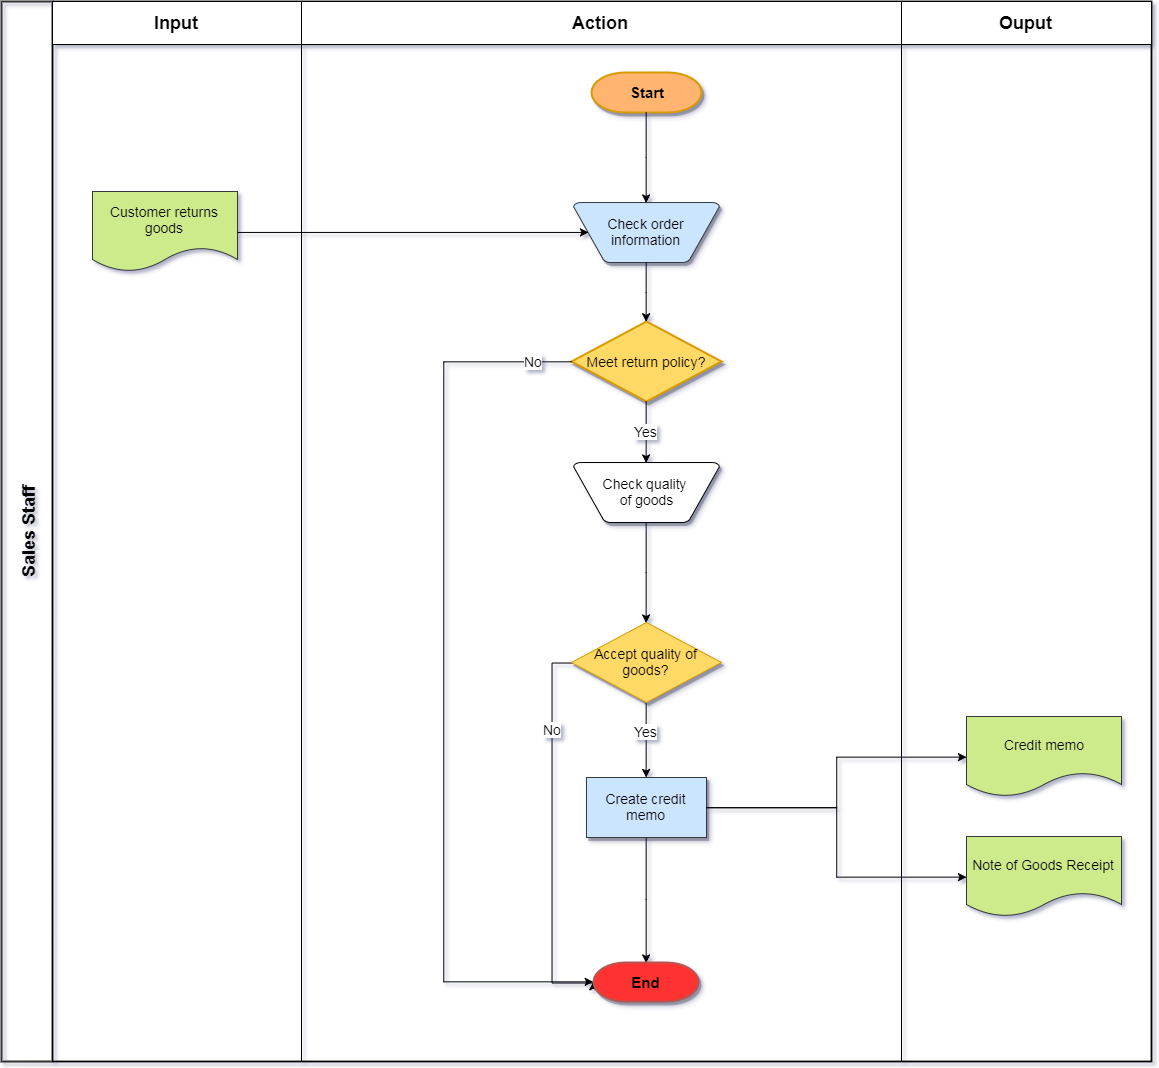 Input
Action
Ouput
Start
Customer returns
goods
Check order
information
No
Meet return policy?
Yes
Check quality
of goods
Sales Staff
Accept quality of
goods?
No
Yes
Credit memo
Create credit
memo
Note of Goods Receipt
End